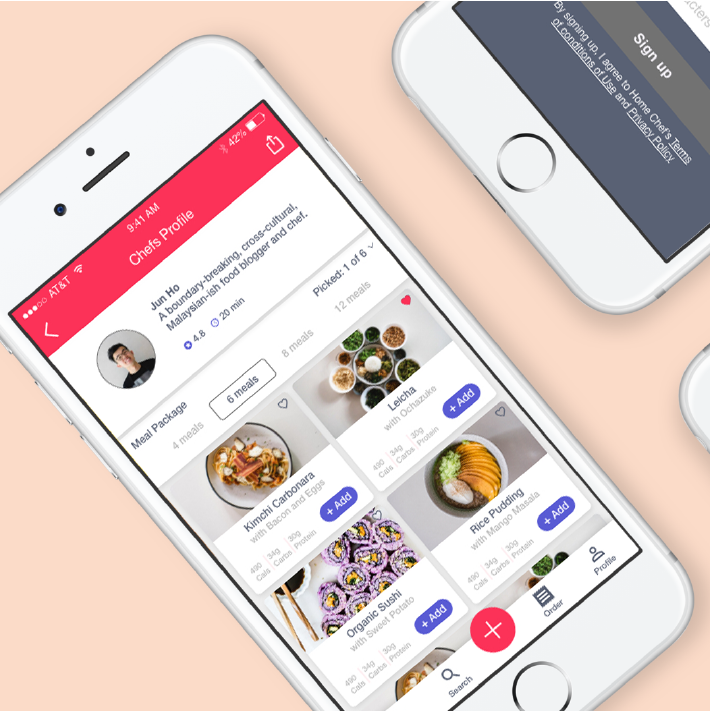 AT&T
9:41 AM
42%
Chefs Profile
Jun Ho
A boundary-breaking, cross-cultural,
Malaysian-ish food blogger and chef.
4.8
20 min
Meal Package
Picked: 1 of 6
4 meals
6 meals
8 meals
12 meals
Kimchi Carbonara
with Bacon and Eggs
490 34g 30g
Cals Carbs Protein
+ Add
Leicha
with Ochazuke
490 34g 30g
Cals Carbs Protein
+ Add
Organic Sushi
with Sweet Potato
490 34g 30g
Cals Carbs Protein
+ Add
Rice Pudding
with Mango Masala
490 34g 30g
Cals Carbs Protein
+ Add
Search
Order
Profile
Sign up
By signing up, I agree to Home Chef's Terms
of conditions of Use and Privacy Policy